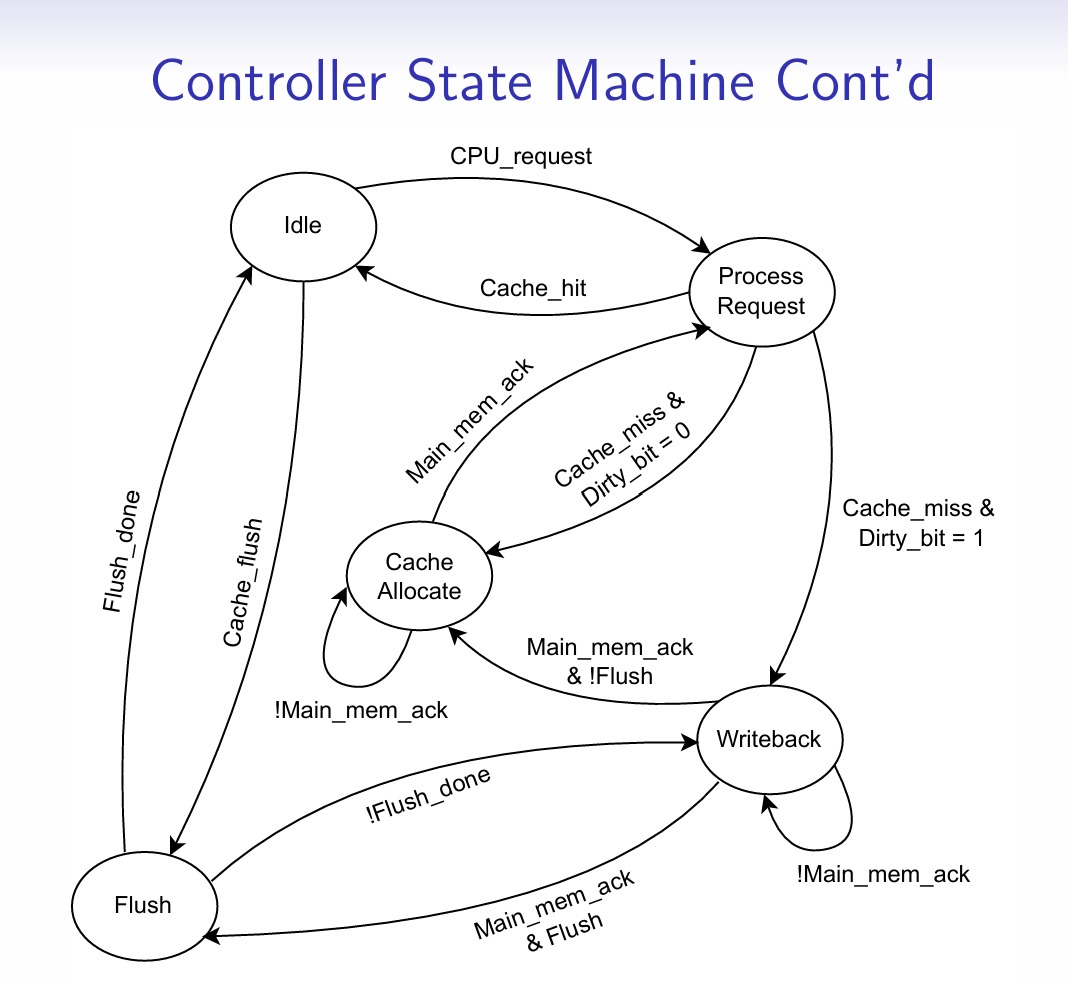 Controller State Machine Cont'd
CPU_request
Idle
Process
Request
Cache_hit
Main_mem_ack
Cache_miss &
Dirty_bit = 0
Cache_miss &
Dirty_bit = 1
Flush_done
Cache_flush
Cache
Allocate
Main_mem_ack
& !Flush
!Main_mem_ack
Writeback
!Flush_done
!Main_mem_ack
Flush
Main_mem_ack
& Flush